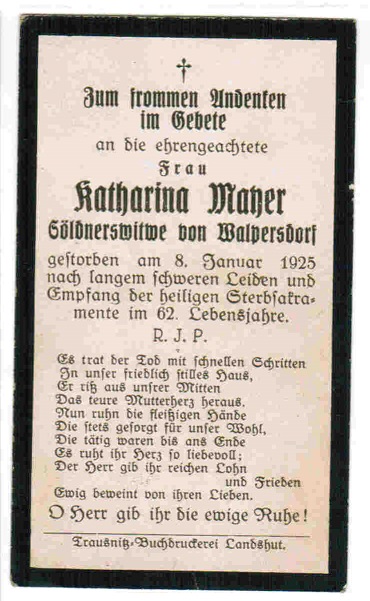 Zum frommen Andenken
im Gebete
an die ehrengeachtete
Frau
Katharina Mayer
Göldnerswitwe von Walpersdorf
gestorben am 8. Januar 1925
nach langem schweren Leiden und
Empfang der heiligen Sterbsakra-
mente im 62. Lebensjahre.
R. J. P.
Es trat der Tod mit schnellen Schritten
In unser friedlich stilles Haus,
Er riß aus unsrer Mitten
Das teure Mutterherz heraus.
Nun ruhn die fleißigen Hände
Die stets gesorgt für unser Wohl,
Die tätig waren bis ans Ende
Es ruht ihr Herz so liebevoll;
Der Herr gib ihr reichen Lohn
und Frieden
Ewig beweint von ihren Lieben.
O Herr gib ihr die ewige Ruhe!
Trausnitz-Buchdruckerei Landshut.